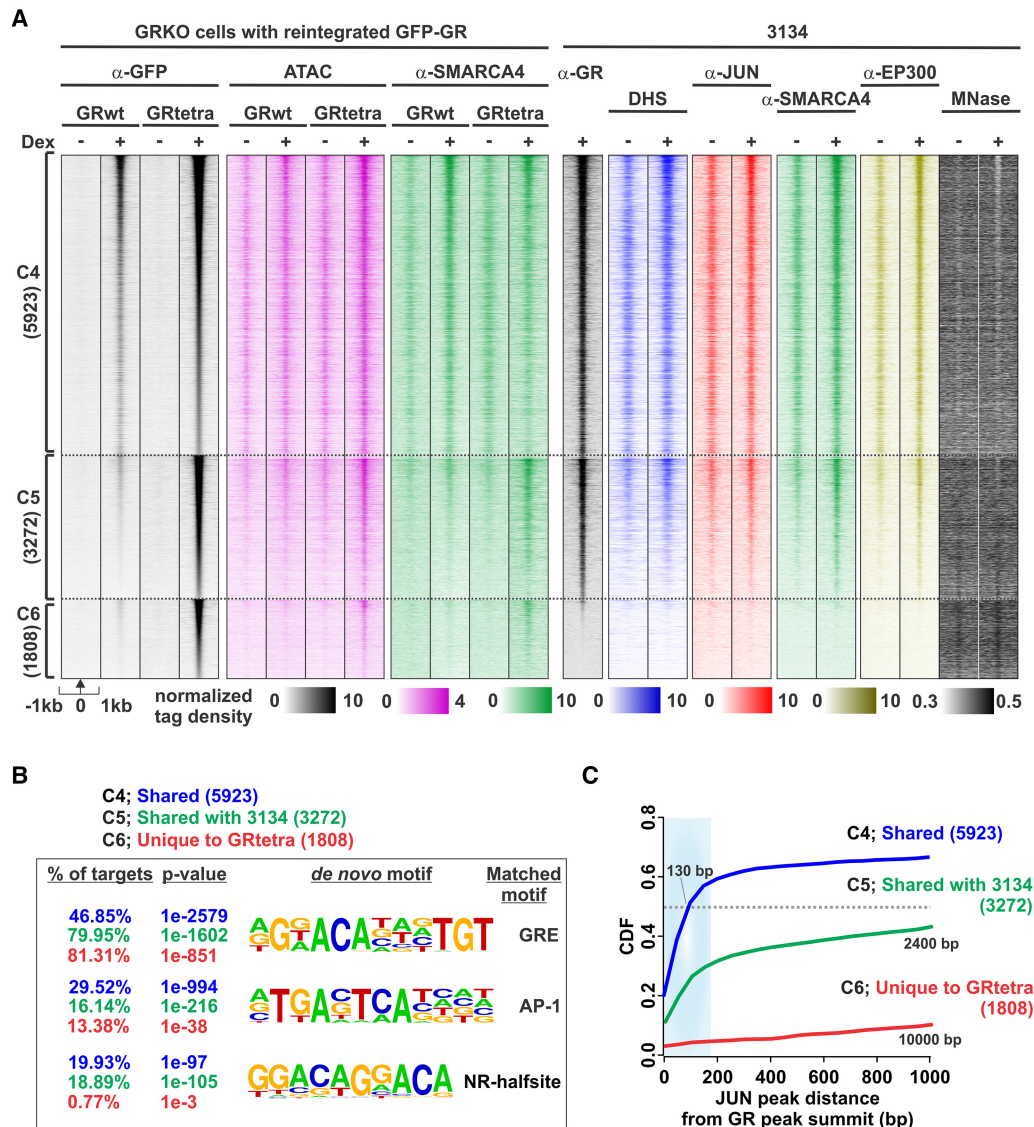 A
GRKO cells with reintegrated GFP-GR
3134
α-GFP ATAC α-SMARCA4 α-GR α-JUN α-EP300
DHS α-SMARCA4 MNase
GRwt GRtetra GRwt GRtetra GRwt GRtetra
Dex - + - + - + - + - + - + + - + - + - + - + - +
C4
(5923)
C5
(3272)
C6
(1808)
-1kb 0 1kb
normalized
tag density
0 10 0 4 0 10 0 10 0 10 0 10 0.3 0.5
B
C4; Shared (5923)
C5; Shared with 3134 (3272)
C6; Unique to GRtetra (1808)
% of targets p-value de novo motif Matched
motif
46.85% 1e-2579
79.95% 1e-1602
81.31% 1e-851
GRE
29.52% 1e-994
16.14% 1e-216
13.38% 1e-38
AP-1
19.93% 1e-97
18.89% 1e-105
0.77% 1e-3
NR-halfsite
C
CDF
0.8
0.6
0.4
0.2
0.0
130 bp
C4; Shared (5923)
C5; Shared with 3134
(3272)
2400 bp
C6; Unique to GRtetra
(1808)
10000 bp
0 200 400 600 800 1000
JUN peak distance
from GR peak summit (bp)